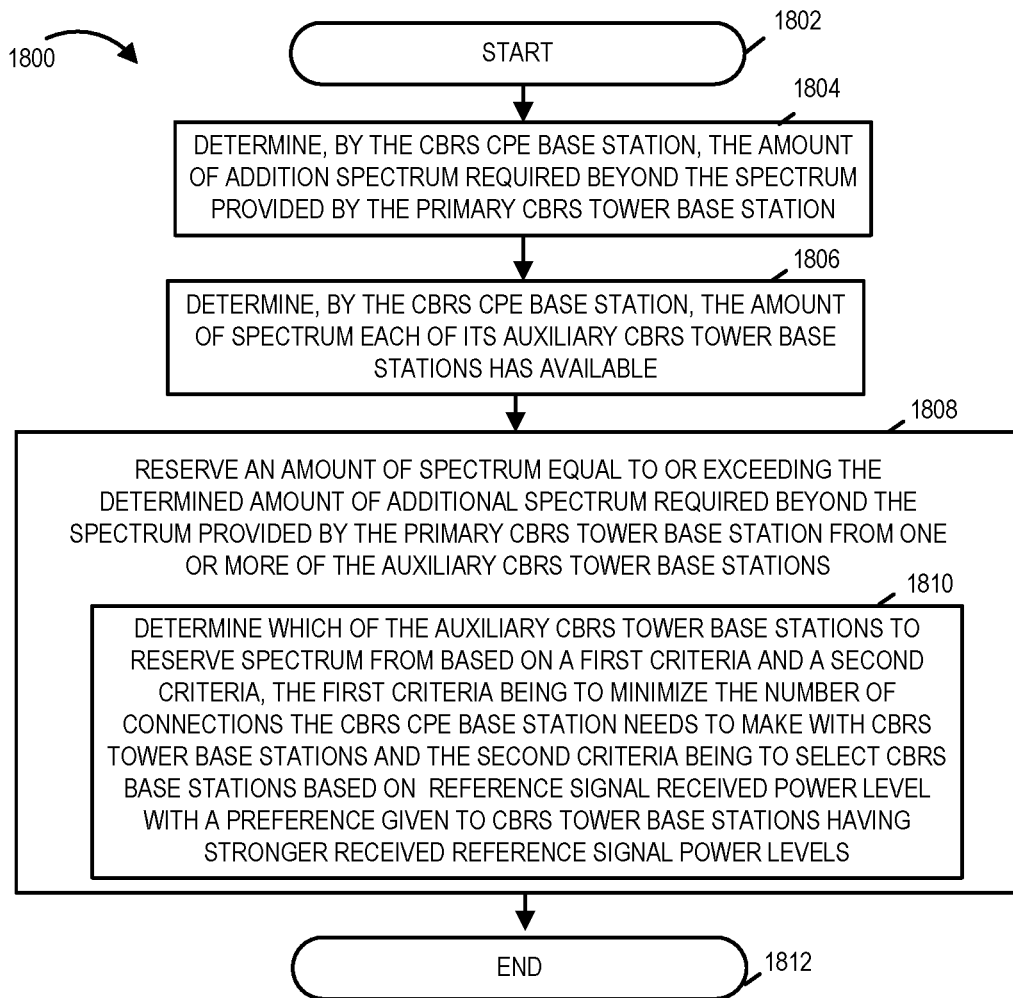 1800
1802
START
1804
DETERMINE, BY THE CBRS CPE BASE STATION, THE AMOUNT
OF ADDITION SPECTRUM REQUIRED BEYOND THE SPECTRUM
PROVIDED BY THE PRIMARY CBRS TOWER BASE STATION
1806
DETERMINE, BY THE CBRS CPE BASE STATION, THE AMOUNT
OF SPECTRUM EACH OF ITS AUXILIARY CBRS TOWER BASE
STATIONS HAS AVAILABLE
1808
RESERVE AN AMOUNT OF SPECTRUM EQUAL TO OR EXCEEDING THE
DETERMINED AMOUNT OF ADDITIONAL SPECTRUM REQUIRED BEYOND THE
SPECTRUM PROVIDED BY THE PRIMARY CBRS TOWER BASE STATION FROM ONE
OR MORE OF THE AUXILIARY CBRS TOWER BASE STATIONS
1810
DETERMINE WHICH OF THE AUXILIARY CBRS TOWER BASE STATIONS TO
RESERVE SPECTRUM FROM BASED ON A FIRST CRITERIA AND A SECOND
CRITERIA, THE FIRST CRITERIA BEING TO MINIMIZE THE NUMBER OF
CONNECTIONS THE CBRS CPE BASE STATION NEEDS TO MAKE WITH CBRS
TOWER BASE STATIONS AND THE SECOND CRITERIA BEING TO SELECT CBRS
BASE STATIONS BASED ON REFERENCE SIGNAL RECEIVED POWER LEVEL
WITH A PREFERENCE GIVEN TO CBRS TOWER BASE STATIONS HAVING
STRONGER RECEIVED REFERENCE SIGNAL POWER LEVELS
END
1812